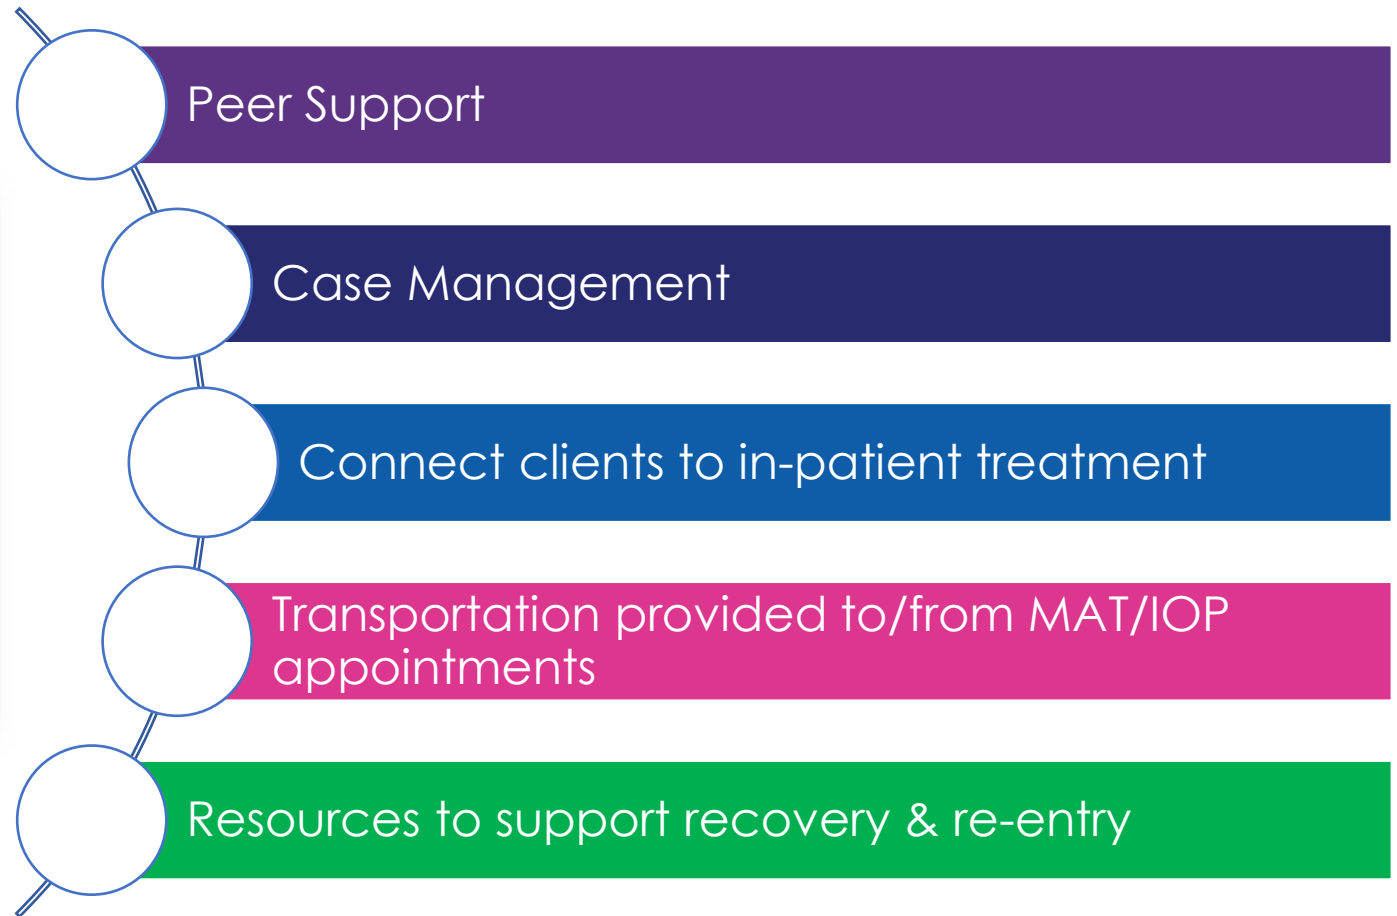 Peer Support
Case Management
Connect clients to in-patient treatment
Transportation provided to/from MAT/IOP
appointments
Resources to support recovery & re-entry